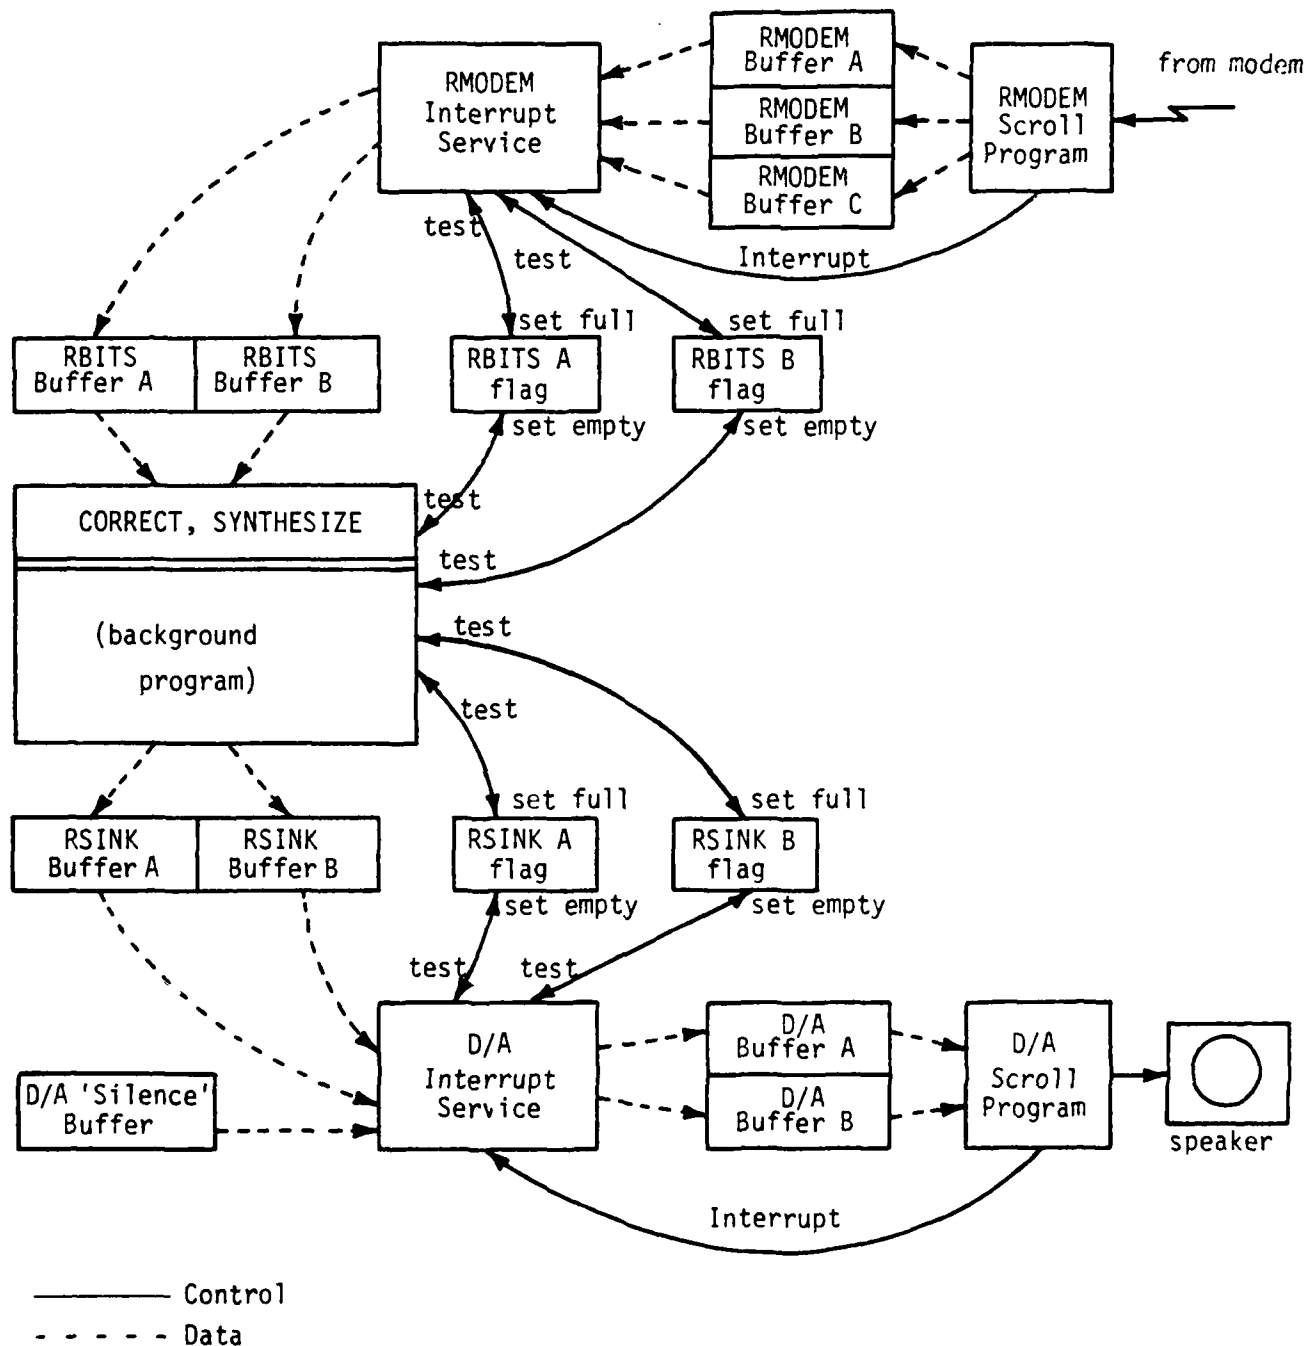 RMODEM
Interrupt
Service
RMODEM
Buffer A
RMODEM
Buffer B
RMODEM
Buffer C
RMODEM
Scroll
Program
from modem
test
test
Interrupt
set full
set full
RBITS
Buffer A
RBITS
Buffer B
RBITS A
flag
RBITS B
flag
set empty
set empty
test
CORRECT, SYNTHESIZE
test
(background
program)
test
test
set full
set full
RSINK
Buffer A
RSINK
Buffer B
RSINK A
flag
RSINK B
flag
set empty
set empty
test
test
D/A 'Silence'
Buffer
D/A
Interrupt
Service
D/A
Buffer A
D/A
Buffer B
D/A
Scroll
Program
speaker
Interrupt
Control
Data